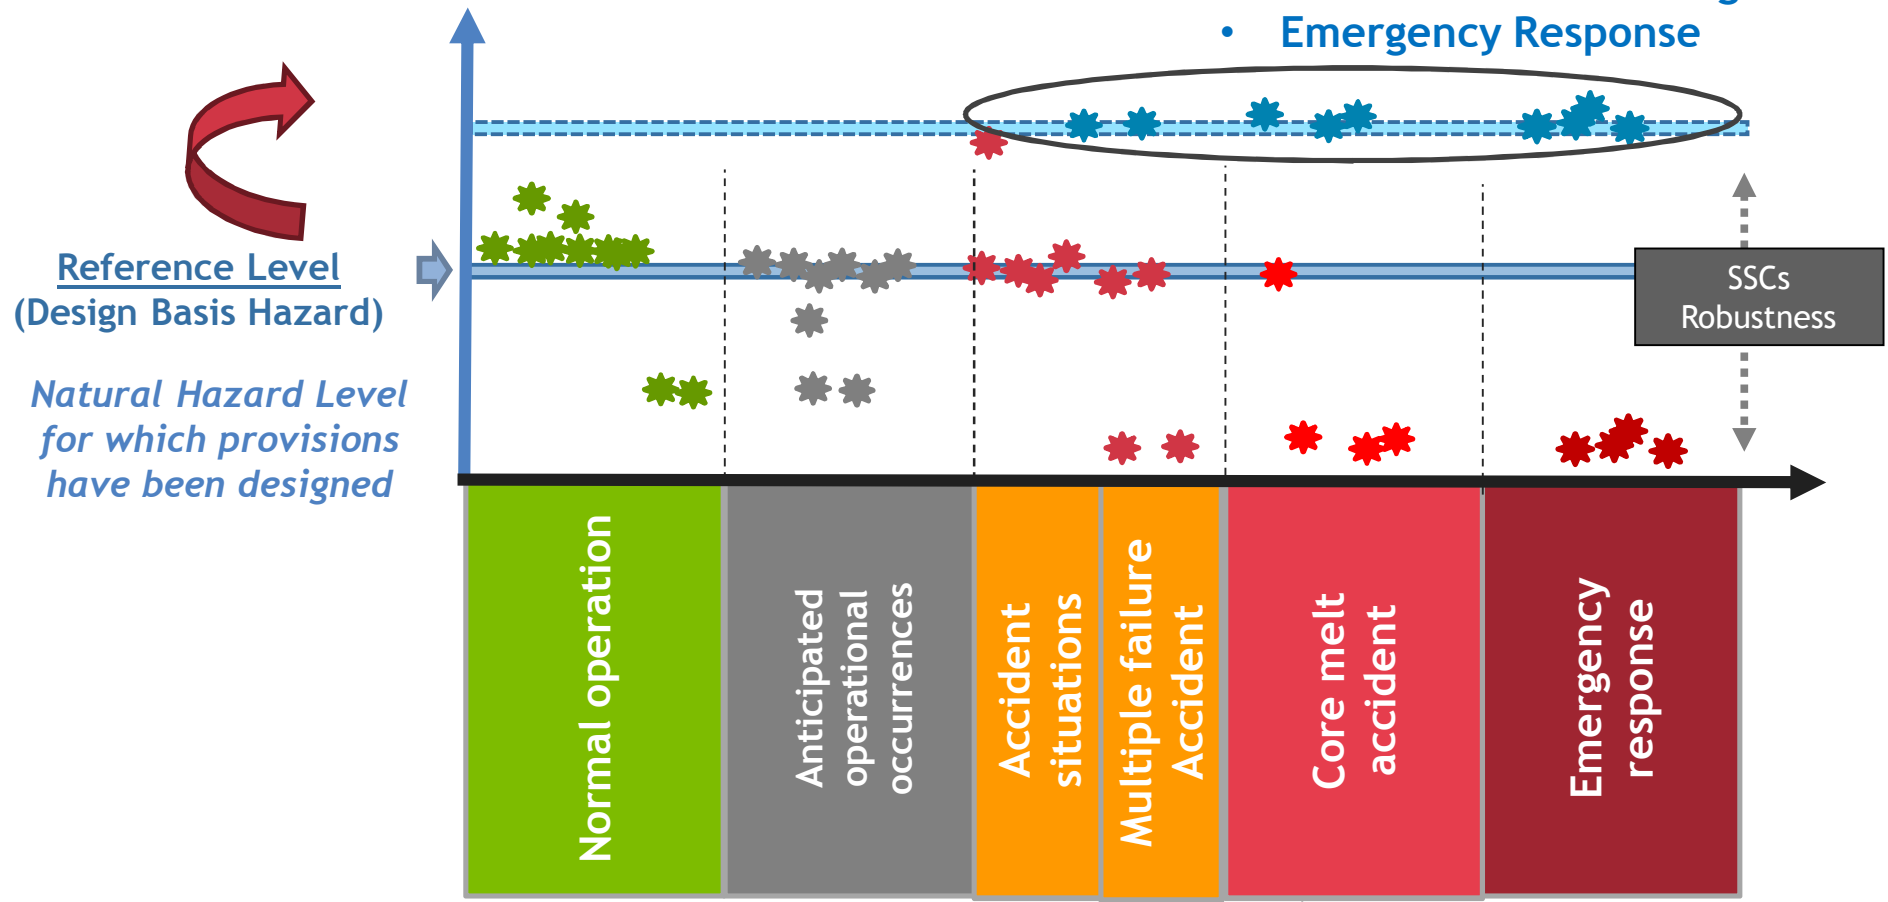 • Emergency Response
Reference Level
(Design Basis Hazard)
Natural Hazard Level
for which provisions
have been designed
SSCs
Robustness
Normal operation
Anticipated
operational
occurrences
Accident
situations
Multiple failure
Accident
Core melt
accident
Emergency
response